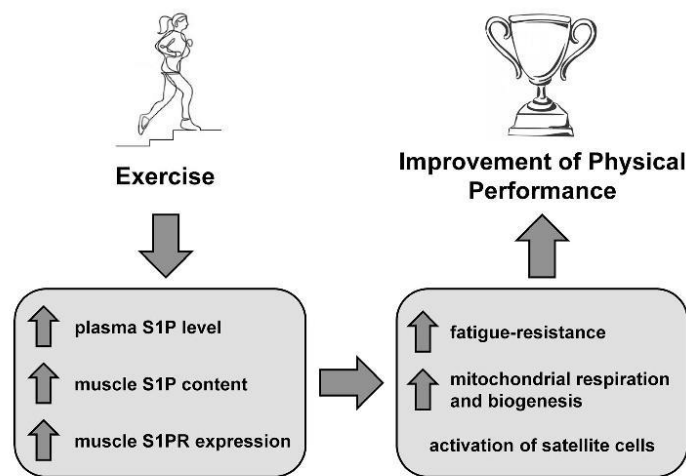 Exercise
plasma S1P level
muscle S1P content
muscle S1PR expression
fatigue-resistance
mitochondrial respiration
and biogenesis
activation of satellite cells
Improvement of Physical
Performance